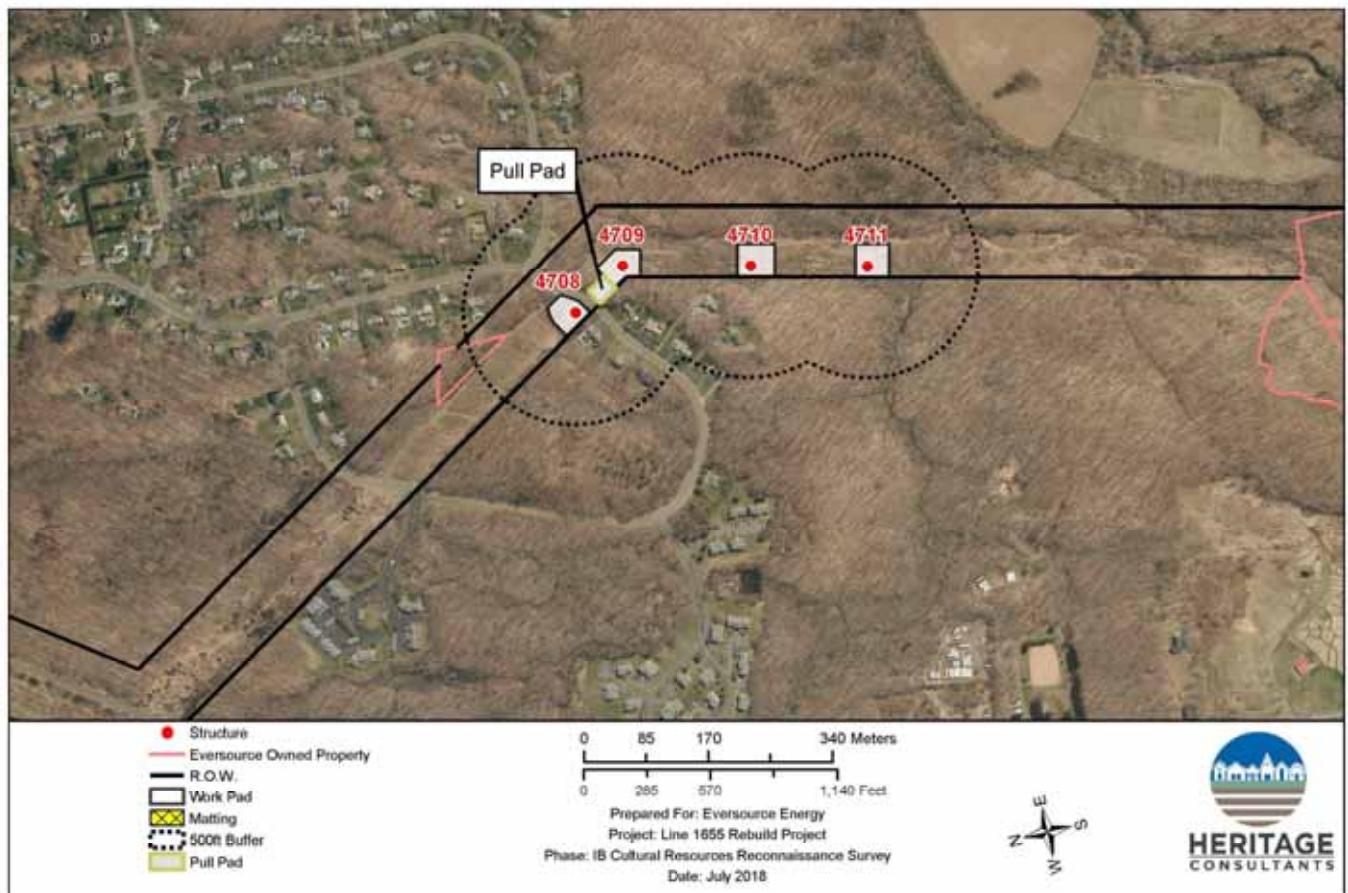 Pull Pad
4709
4710
4711
4708
Structure
Eversource Owned Property
R.O.W.
Work Pad
Matting
500ft Buffer
Pull Pad
0 85 170 340 Meters
0 285 570 1,140 Feet
Prepared For: Eversource Energy
Project: Line 1655 Rebuild Project
Phase: IB Cultural Resources Reconnaissance Survey
Date: July 2018
N E S W
HERITAGE
CONSULTANTS